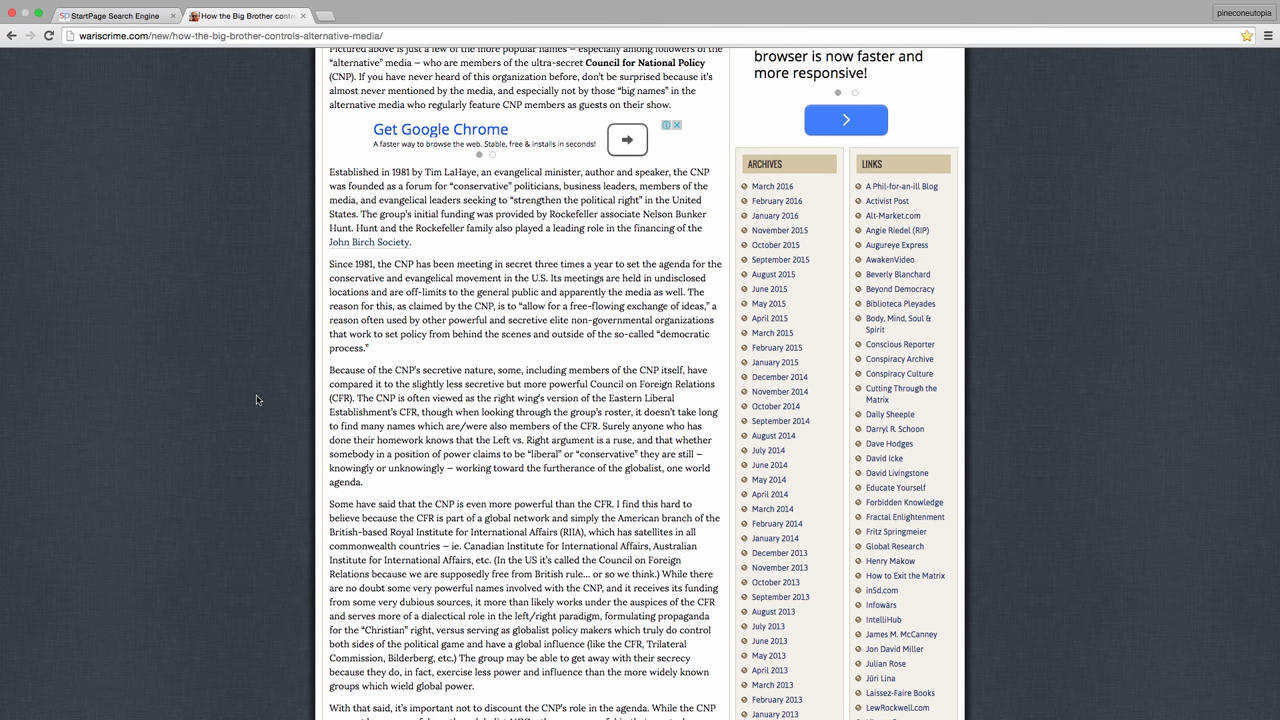 StartPage Search Engine
How the Big Brother contr
pineconeutopia
wariscrime.com/new/how-the-big-brother-controls-alternative-media/
Pictured above is just a few of the more popular names — especially among followers of the
"alternative" media — who are members of the ultra-secret Council for National Policy
(CNP). If you have never heard of this organization before, don't be surprised because it's
almost never mentioned by the media, and especially not by those "big names" in the
alternative media who regularly feature CNP members as guests on their show.
Get Google Chrome
A faster way to browse the web. Stable, free & installs in seconds!
Established in 1981 by Tim LaHaye, an evangelical minister, author and speaker, the CNP
was founded as a forum for "conservative" politicians, business leaders, members of the
media, and evangelical leaders seeking to "strengthen the political right" in the United
States. The group's initial funding was provided by Rockefeller associate Nelson Bunker
Hunt. Hunt and the Rockefeller family also played a leading role in the financing of the
John Birch Society.
Since 1981, the CNP has been meeting in secret three times a year to set the agenda for the
conservative and evangelical movement in the U.S. Its meetings are held in undisclosed
locations and are off-limits to the general public and apparently the media as well. The
reason for this, as claimed by the CNP, is to "allow for a free-flowing exchange of ideas," a
reason often used by other powerful and secretive elite non-governmental organizations
that work to set policy from behind the scenes and outside of the so-called "democratic
process."
Because of the CNP's secretive nature, some, including members of the CNP itself, have
compared it to the slightly less secretive but more powerful Council on Foreign Relations
(CFR). The CNP is often viewed as the right wing's version of the Eastern Liberal
Establishment's CFR, though when looking through the group's roster, it doesn't take long
to find many names which are/were also members of the CFR. Surely anyone who has
done their homework knows that the Left vs. Right argument is a ruse, and that whether
somebody in a position of power claims to be "liberal" or "conservative" they are still —
knowingly or unknowingly — working toward the furtherance of the globalist, one world
agenda.
Some have said that the CNP is even more powerful than the CFR. I find this hard to
believe because the CFR is part of a global network and simply the American branch of the
British-based Royal Institute for International Affairs (RIIA), which has satellites in all
commonwealth countries — ie. Canadian Institute for International Affairs, Australian
Institute for International Affairs, etc. (In the US it's called the Council on Foreign
Relations because we are supposedly free from British rule... or so we think.) While there
are no doubt some very powerful names involved with the CNP, and it receives its funding
from some very dubious sources, it more than likely works under the auspices of the CFR
and serves more of a dialectical role in the left/right paradigm, formulating propaganda
for the "Christian" right, versus serving as globalist policy makers which truly do control
both sides of the political game and have a global influence (like the CFR, Trilateral
Commission, Bilderberg, etc.) The group may be able to get away with their secrecy
because they do, in fact, exercise less power and influence than the more widely known
groups which wield global power.
With that said, it's important not to discount the CNP's role in the agenda. While the CNP
browser is now faster and
more responsive!
ARCHIVES
March 2016
February 2016
January 2016
November 2015
October 2015
September 2015
August 2015
June 2015
May 2015
April 2015
March 2015
February 2015
January 2015
December 2014
November 2014
October 2014
September 2014
August 2014
July 2014
June 2014
May 2014
April 2014
March 2014
February 2014
January 2014
December 2013
November 2013
October 2013
September 2013
August 2013
July 2013
June 2013
May 2013
April 2013
March 2013
February 2013
January 2013
LINKS
A Phil-for-an-ill Blog
Activist Post
Alt-Market.com
Angie Riedel (RIP)
Augureye Express
AwakenVideo
Beverly Blanchard
Beyond Democracy
Biblioteca Pleyades
Body, Mind, Soul &
Spirit
Conscious Reporter
Conspiracy Archive
Conspiracy Culture
Cutting Through the
Matrix
Daily Sheeple
Darryl R. Schoon
Dave Hodges
David Icke
David Livingstone
Educate Yourself
Forbidden Knowledge
Fractal Enlightenment
Fritz Springmeier
Global Research
Henry Makow
How to Exit the Matrix
in5d.com
Infowars
IntelliHub
James M. McCanney
Jon David Miller
Julian Rose
Jüri Lina
Laissez-Faire Books
LewRockwell.com